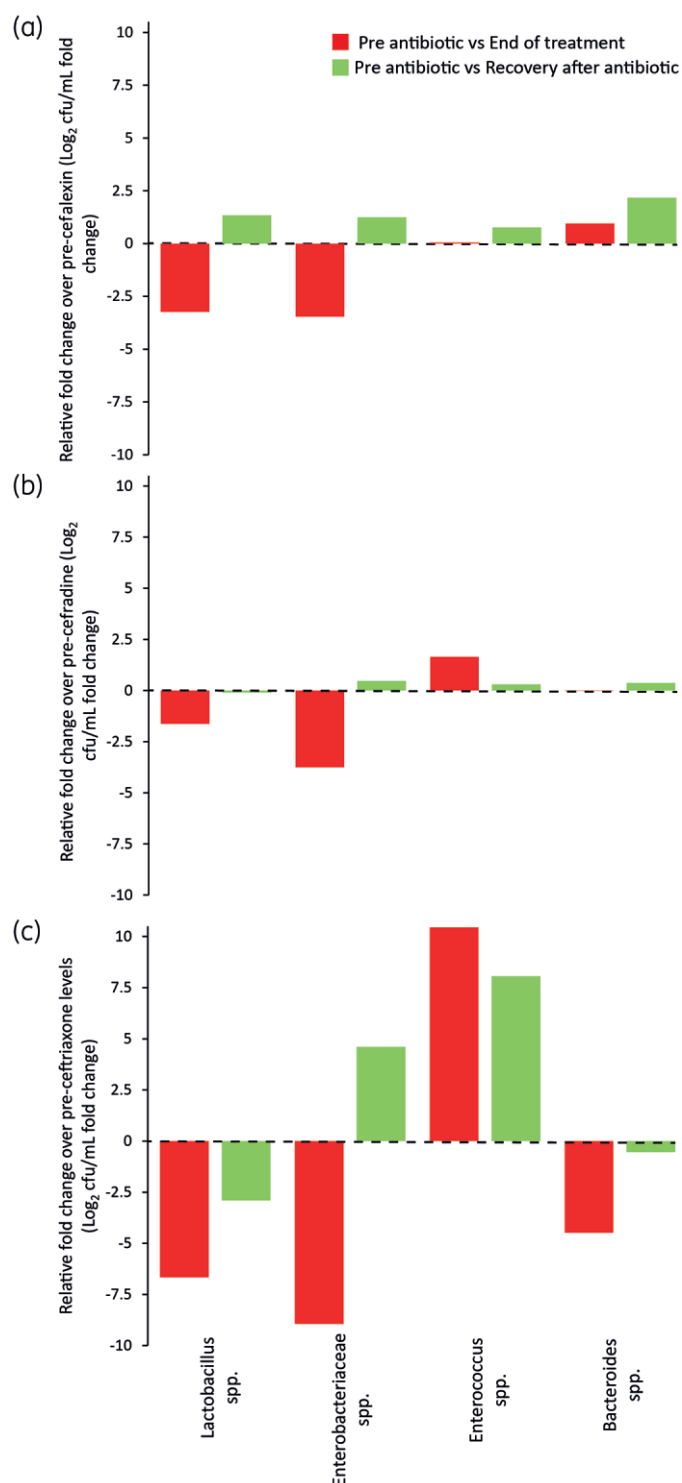 (a)
Relative fold change over pre-cefalexin (Log2 cfu/mL fold
change)
10
7.5
5
2.5
0
-2.5
-5
-7.5
-10
Pre antibiotic vs End of treatment
Pre antibiotic vs Recovery after antibiotic
(b)
Relative fold change over pre-cefradine (Log2
cfu/mL fold change)
10
7.5
5
2.5
0
-2.5
-5
-7.5
-10
(c)
Relative fold change over pre-ceftriaxone levels
(Log2 cfu/mL fold change)
10
7.5
5
2.5
0
-2.5
-5
-7.5
-10
Lactobacillus
spp.
Enterobacteriaceae
spp.
Enterococcus
spp.
Bacteroides
spp.